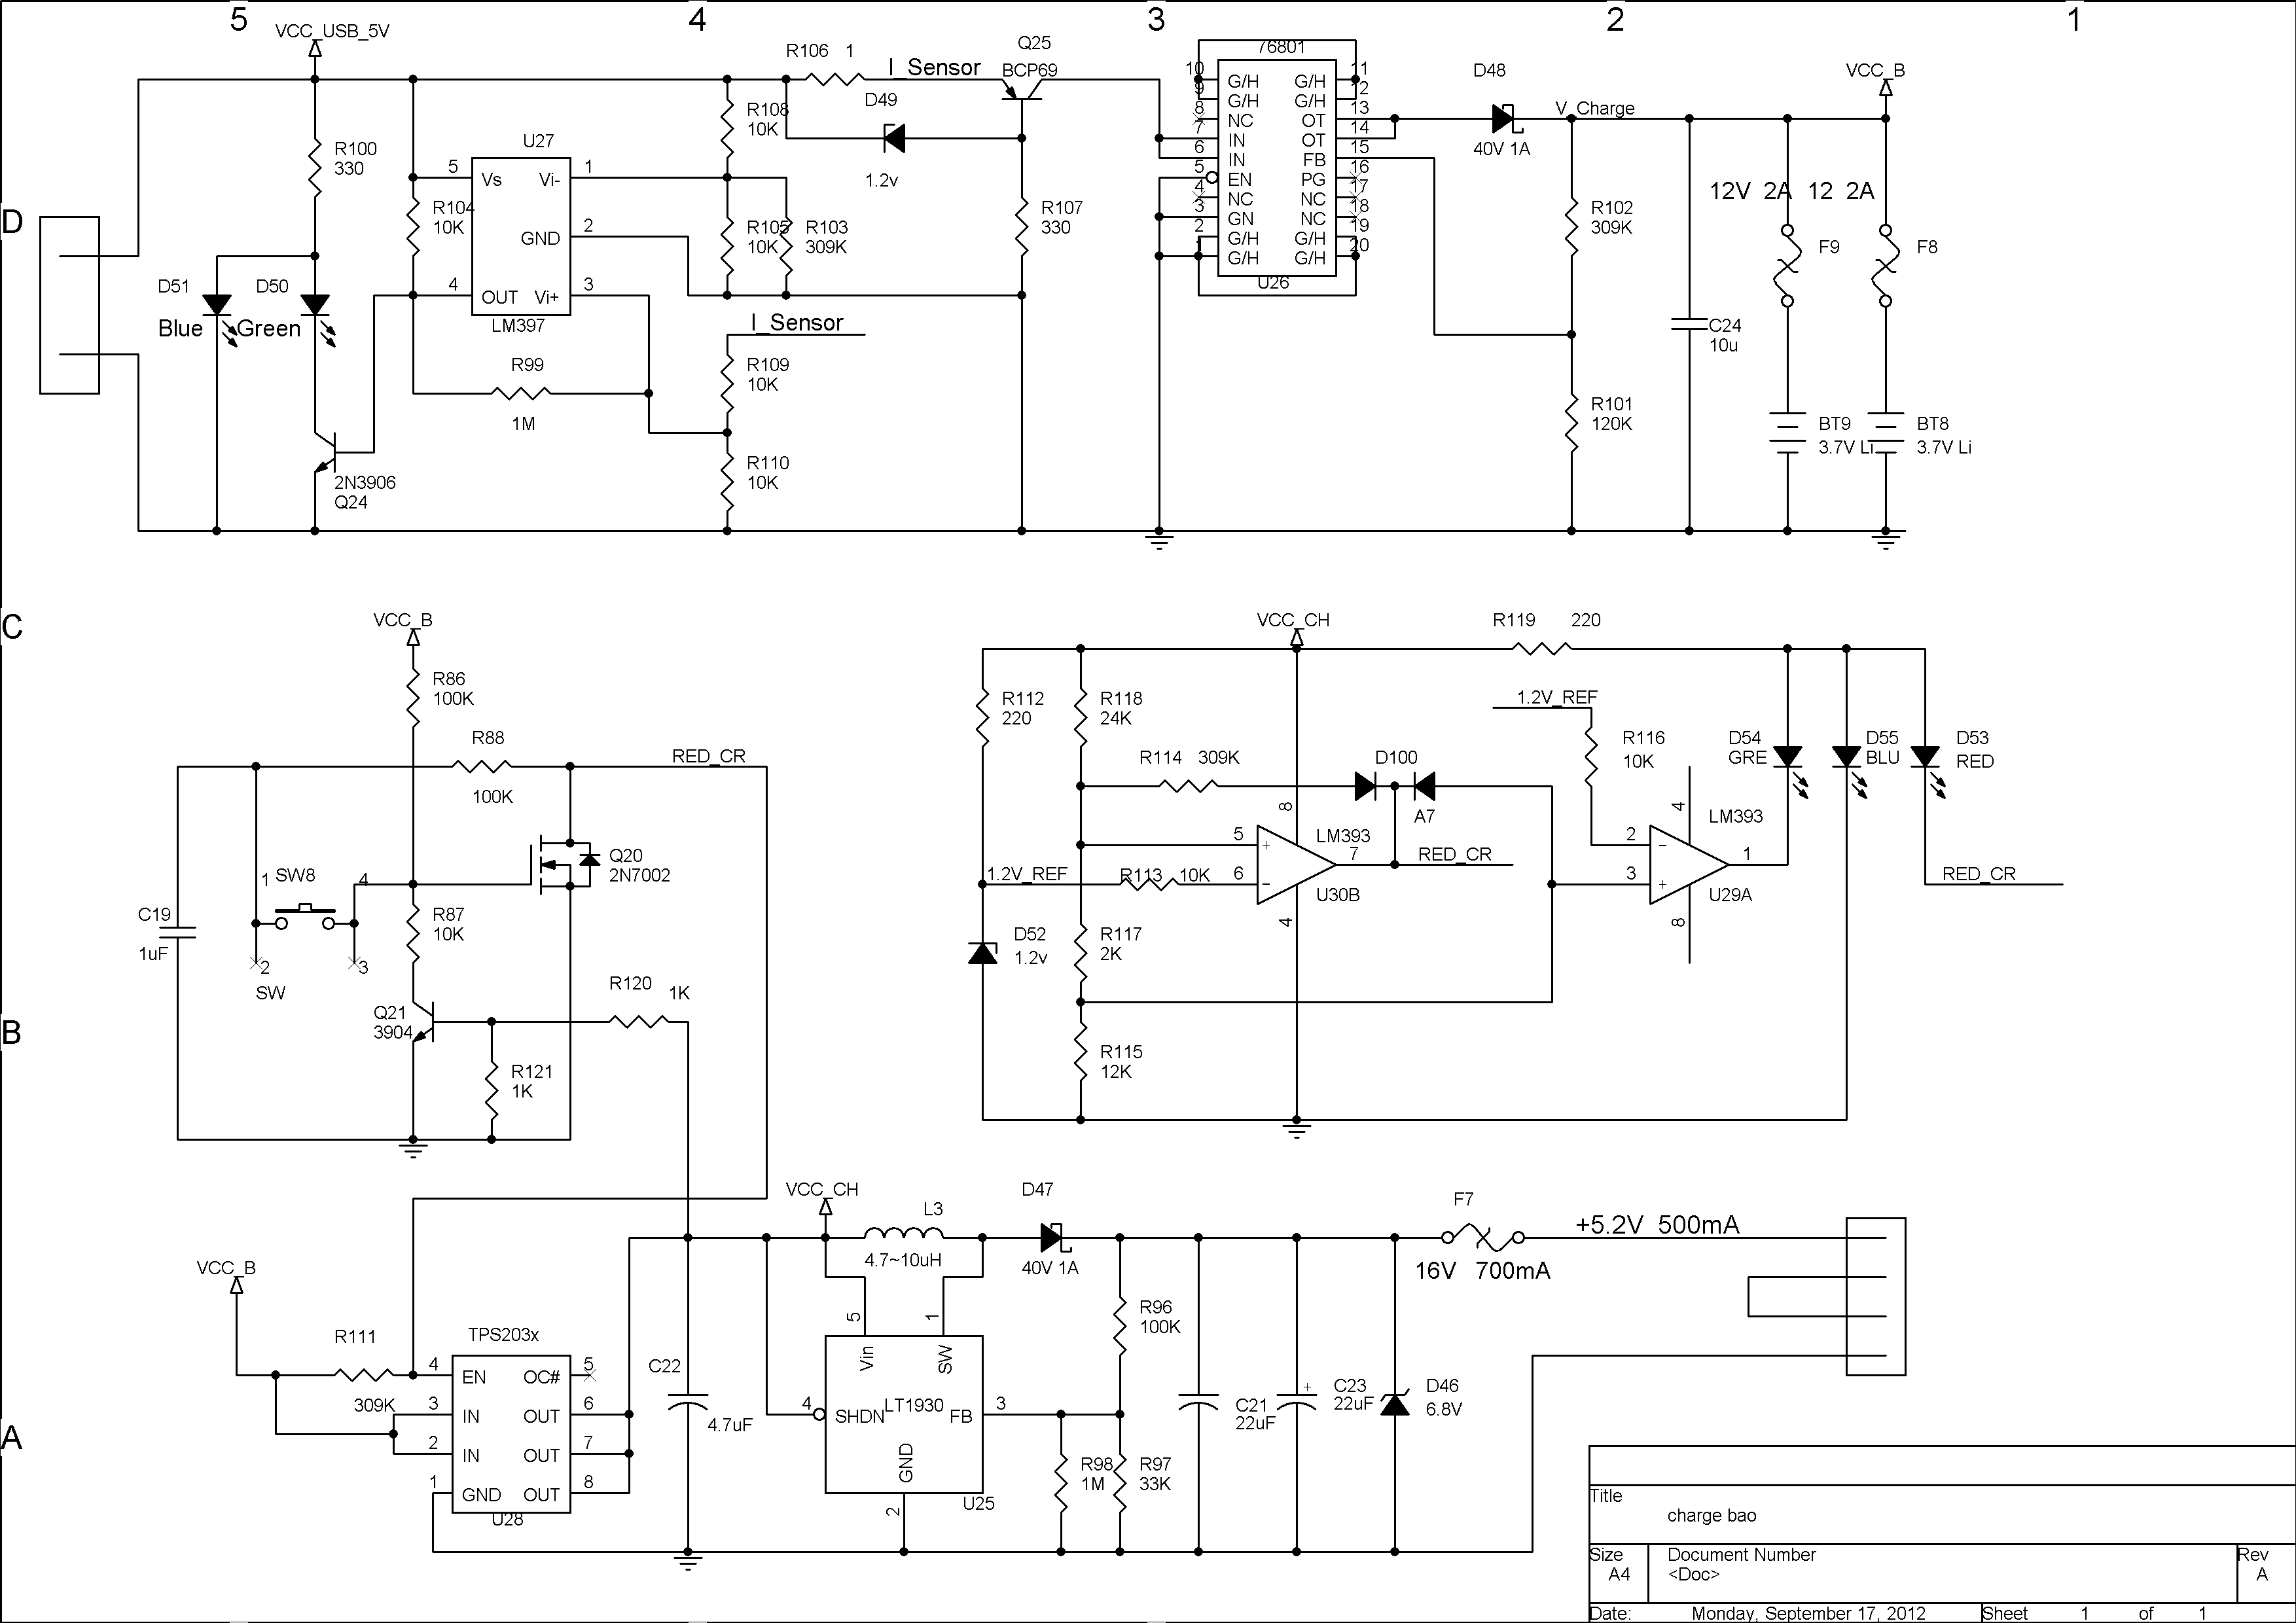 5 4 3 2 1
D
C
B
A
VCC_USB_5V
R106 1
I_Sensor
Q25
BCP69
D49
1.2v
R108
10K
R100
330
U27
5 Vs Vi- 1
GND 2
4 OUT Vi+ 3
LM397
R104
10K
R105
10K
R103
309K
R107
330
D51
Blue
D50
Green
R99
1M
I_Sensor
R109
10K
R110
10K
2N3906
Q24
76801
10 G/H G/H 11
9 G/H G/H 12
8 NC OT 13
7 IN OT 14
6 IN FB 15
5 EN PG 16
4 NC NC 17
3 GN NC 18
2 G/H G/H 19
1 G/H G/H 20
U26
D48
40V 1A
V_Charge
VCC_B
12V 2A 12 2A
R102
309K
F9
F8
C24
10u
R101
120K
BT9
3.7V Li
BT8
3.7V Li
VCC_B
R86
100K
R88
100K
RED_CR
1 SW8 4
Q20
2N7002
C19
1uF
R87
10K
2 3
SW
Q21
3904
R120 1K
R121
1K
VCC_CH
R119 220
R112
220
R118
24K
R114 309K
D100
A7
1.2V_REF
R116
10K
D54
GRE
D55
BLU
D53
RED
8
5 +
LM393
7
RED_CR
1.2V_REF
R113 10K
6 -
U30B
4
4
LM393
2 -
1
3 +
U29A
8
RED_CR
D52
1.2v
R117
2K
R115
12K
VCC_CH
L3
4.7~10uH
D47
40V 1A
F7
16V 700mA
+5.2V 500mA
VCC_B
R111
309K
TPS203x
4 EN OC# 5
3 IN OUT 6
2 IN OUT 7
1 GND OUT 8
U28
C22
4.7uF
5 1
Vin SW
4 SHDN LT1930 FB 3
GND
2
U25
R96
100K
R98
1M
R97
33K
C21
22uF
+
C23
22uF
D46
6.8V
Title
charge bao
Size
A4
Document Number
<Doc>
Rev
A
Date: Monday, September 17, 2012 Sheet 1 of 1